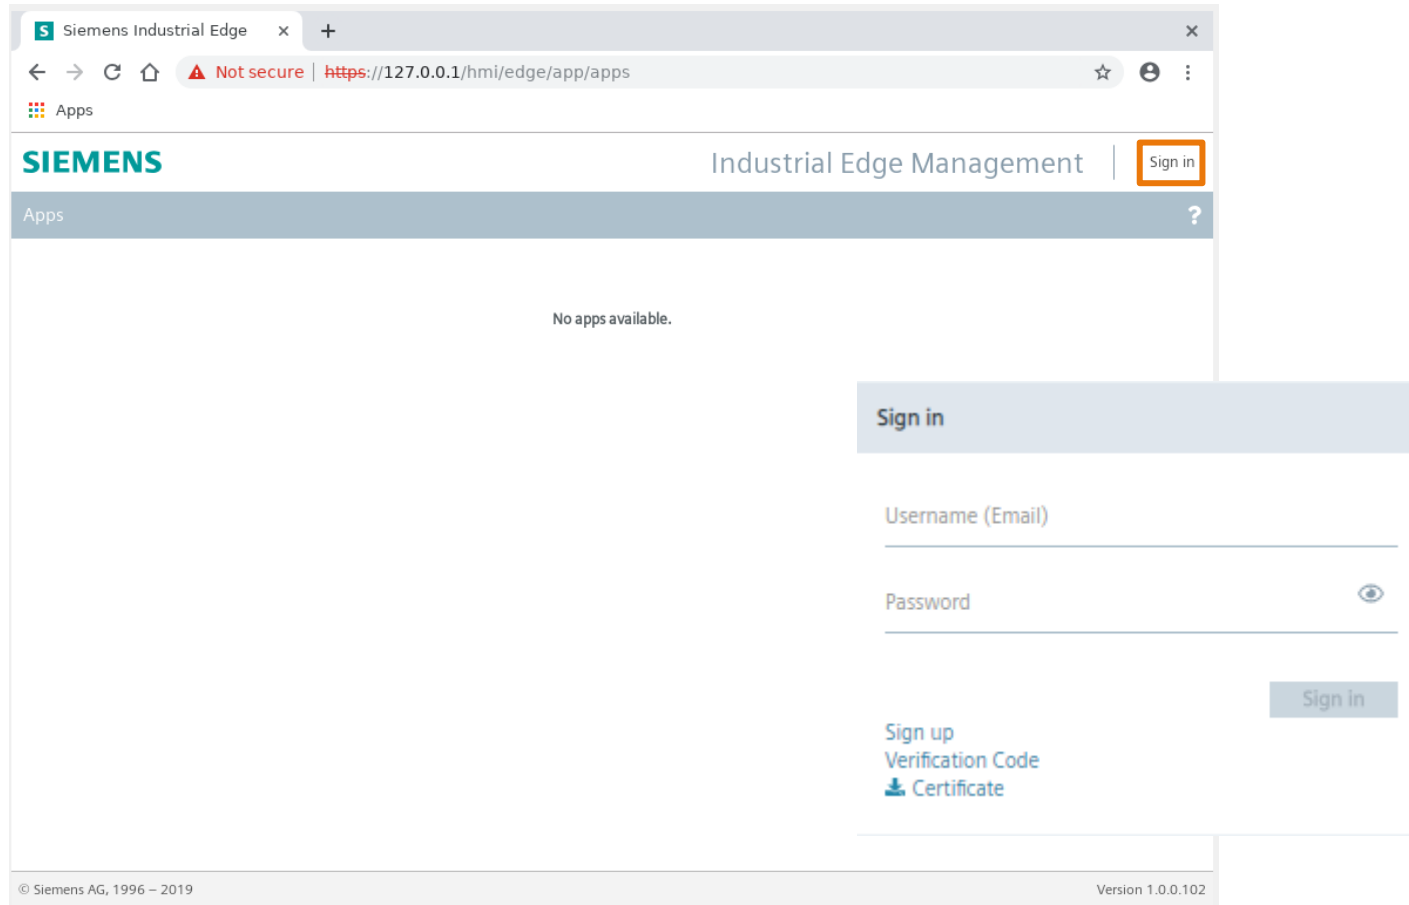 S Siemens Industrial Edge
Not secure | https://127.0.0.1/hmi/edge/app/apps
Apps
SIEMENS Industrial Edge Management Sign in
Apps ?
No apps available.
Sign in
Username (Email)
Password
Sign in
Sign up
Verification Code
Certificate
© Siemens AG, 1996 – 2019 Version 1.0.0.102